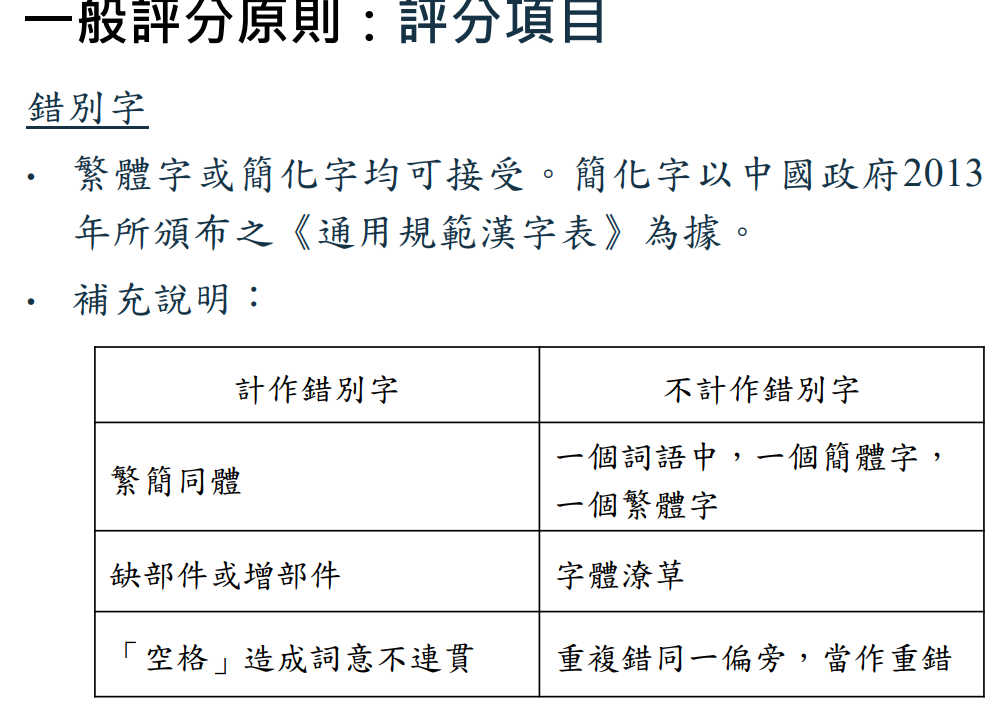 一般評分原則：評分項目
錯別字
• 繁體字或簡化字均可接受。簡化字以中國政府2013
年所頒布之《通用規範漢字表》為據。
• 補充說明：
計作錯別字
不計作錯別字
繁簡同體
一個詞語中，一個簡體字，
一個繁體字
缺部件或增部件
字體潦草
「空格」造成詞意不連貫
重複錯同一偏旁，當作重錯